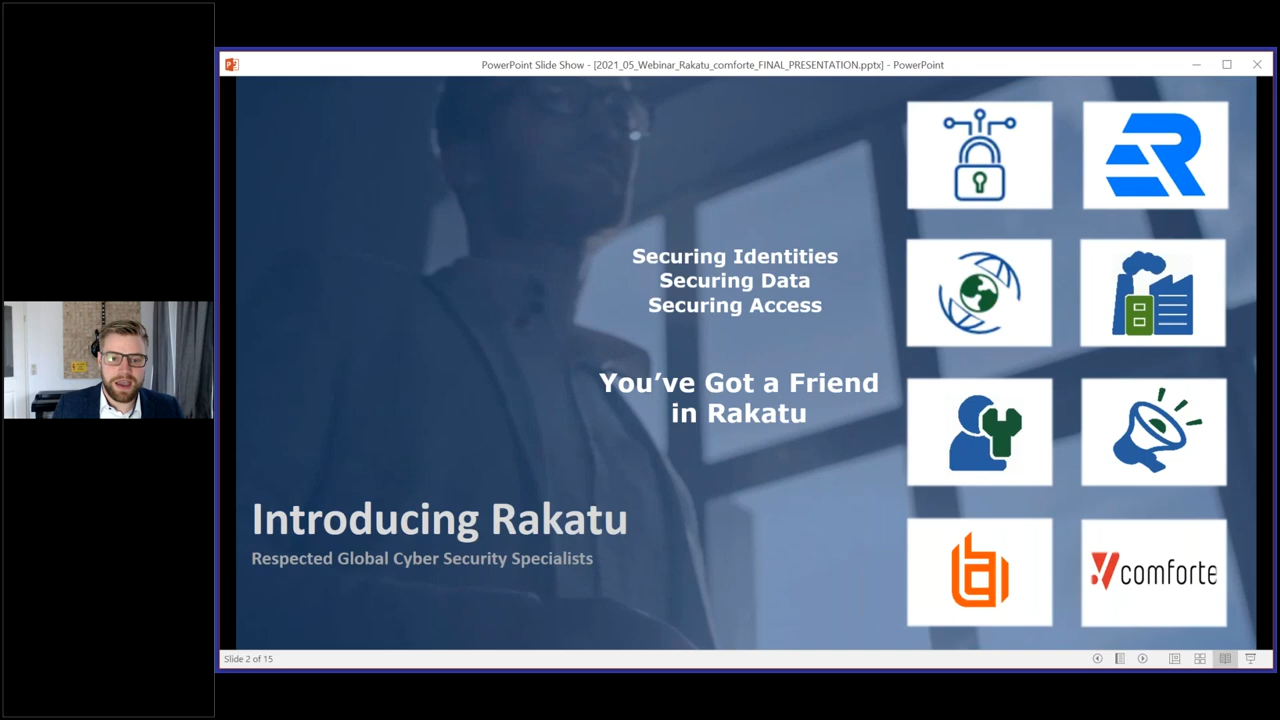 PowerPoint Slide Show - [2021_05_Webinar_Rakatu_comforte_FINAL_PRESENTATION.pptx] - PowerPoint
Securing Identities
Securing Data
Securing Access
You've Got a Friend
in Rakatu
Introducing Rakatu
Respected Global Cyber Security Specialists
comforte
Slide 2 of 15